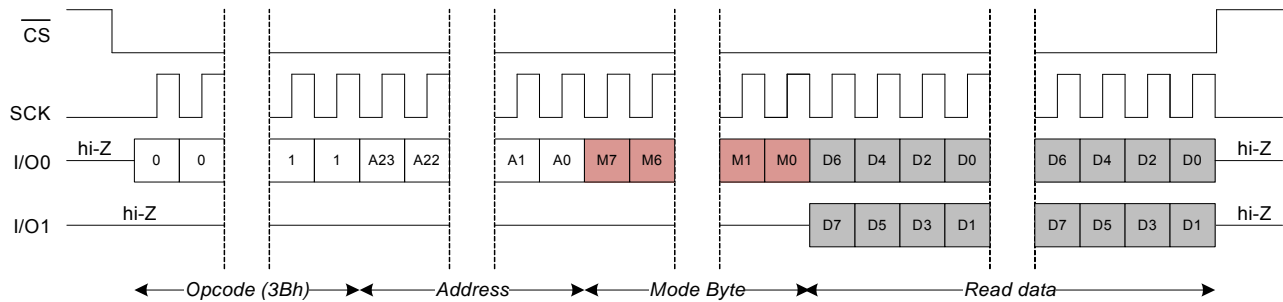 CS
SCK
I/O0 hi-Z 0 0 1 1 A23 A22 A1 A0 M7 M6 M1 M0 D6 D4 D2 D0 D6 D4 D2 D0 hi-Z
I/O1 hi-Z D7 D5 D3 D1 D7 D5 D3 D1 hi-Z
Opcode (3Bh) Address Mode Byte Read data